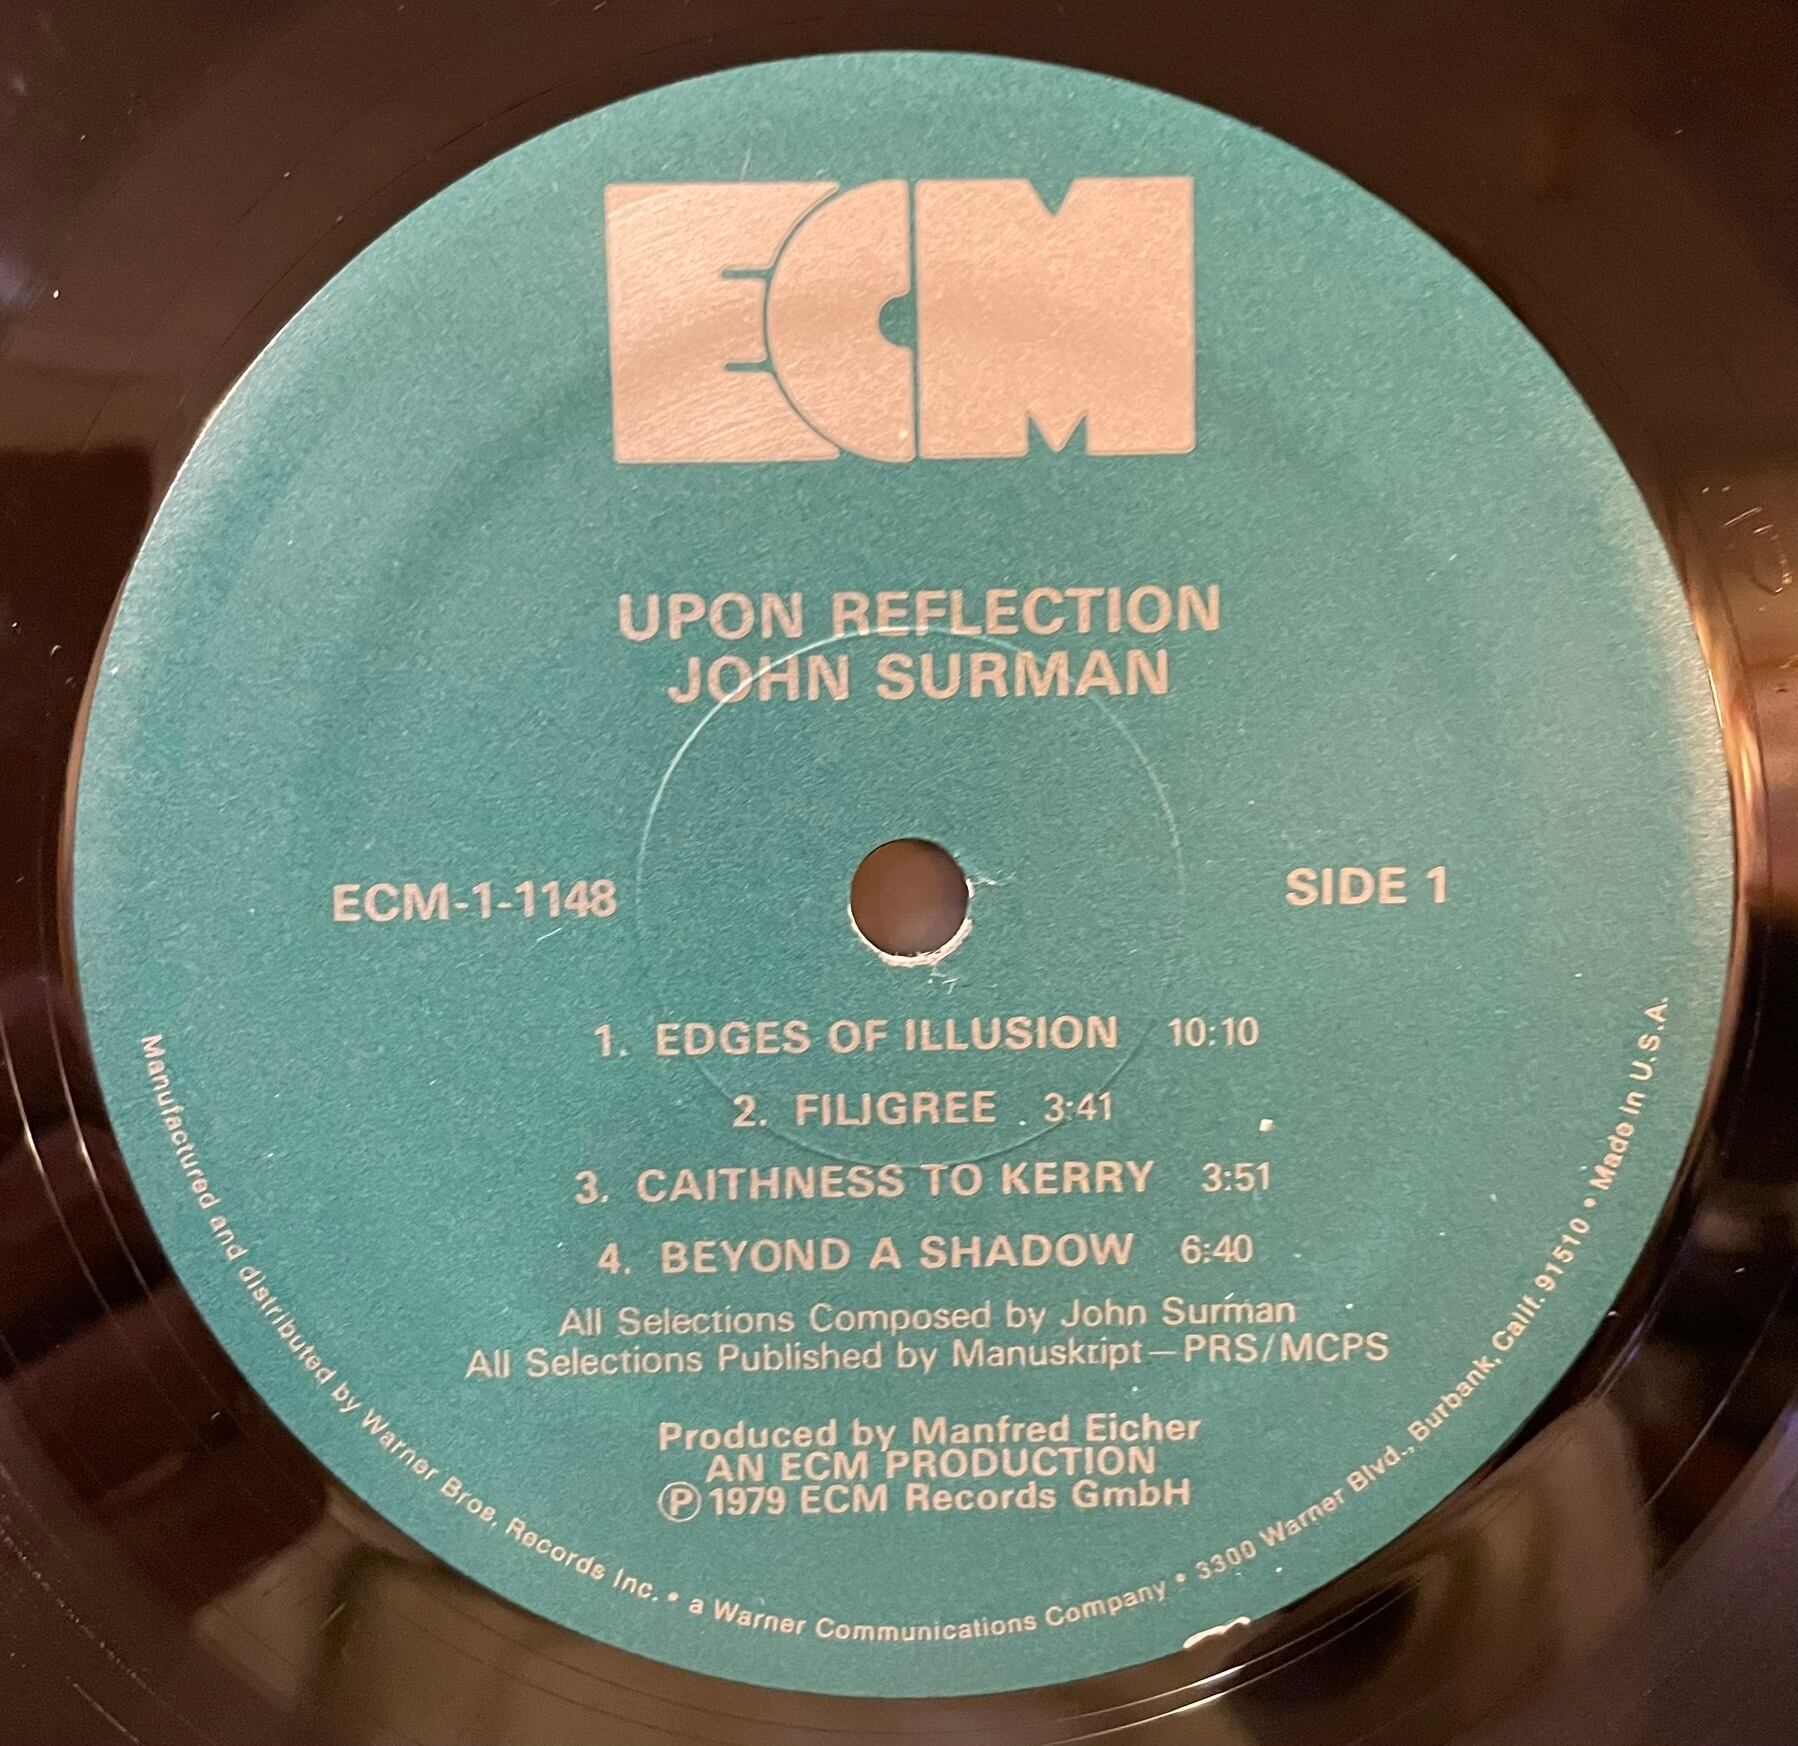 ECM
UPON REFLECTION
JOHN SURMAN
ECM-1-1148
SIDE 1
1. EDGES OF ILLUSION 10:10
2. FILIGREE 3:41
3. CAITHNESS TO KERRY 3:51
4. BEYOND A SHADOW 6:40
All Selections Composed by John Surman
All Selections Published by Manuskript—PRS/MCPS
Produced by Manfred Eicher
AN ECM PRODUCTION
℗ 1979 ECM Records GmbH
Manufactured and distributed by Warner Bros. Records Inc. • a Warner Communications Company • 3300 Warner Blvd., Burbank, Calif. 91510 • Made in U.S.A.